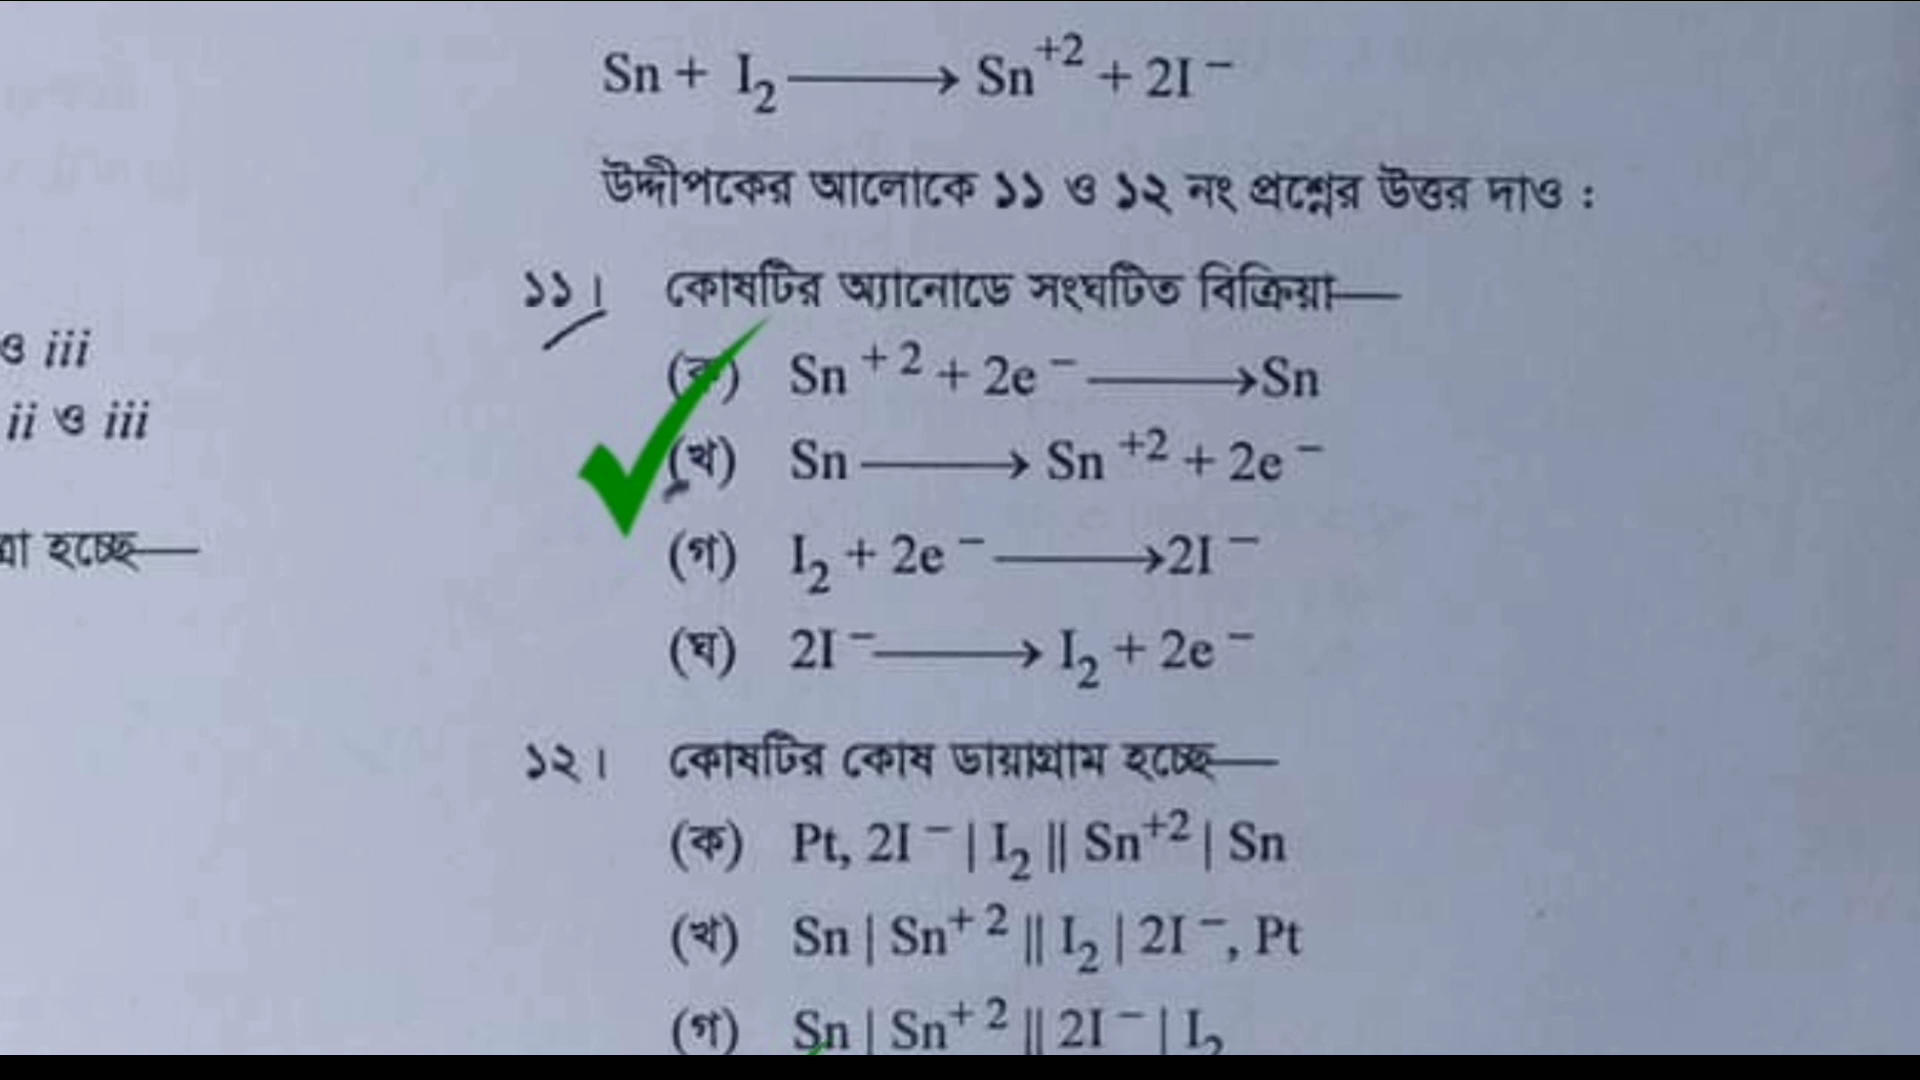 Sn + I₂ ⟶ Sn⁺² + 2I⁻
উদ্দীপকের আলোকে ১১ ও ১২ নং প্রশ্নের উত্তর দাও :
১১। কোষটির অ্যানোডে সংঘটিত বিক্রিয়া—
ও iii
(ক) Sn⁺² + 2e⁻ ⟶ Sn
ii ও iii
(খ) Sn ⟶ Sn⁺² + 2e⁻
হচ্ছে—
(গ) I₂ + 2e⁻ ⟶ 2I⁻
(ঘ) 2I⁻ ⟶ I₂ + 2e⁻
১২। কোষটির কোষ ডায়াগ্রাম হচ্ছে—
(ক) Pt, 2I⁻ | I₂ || Sn⁺² | Sn
(খ) Sn | Sn⁺² || I₂ | 2I⁻, Pt
(গ) Sn | Sn⁺² || 2I⁻ | I₂